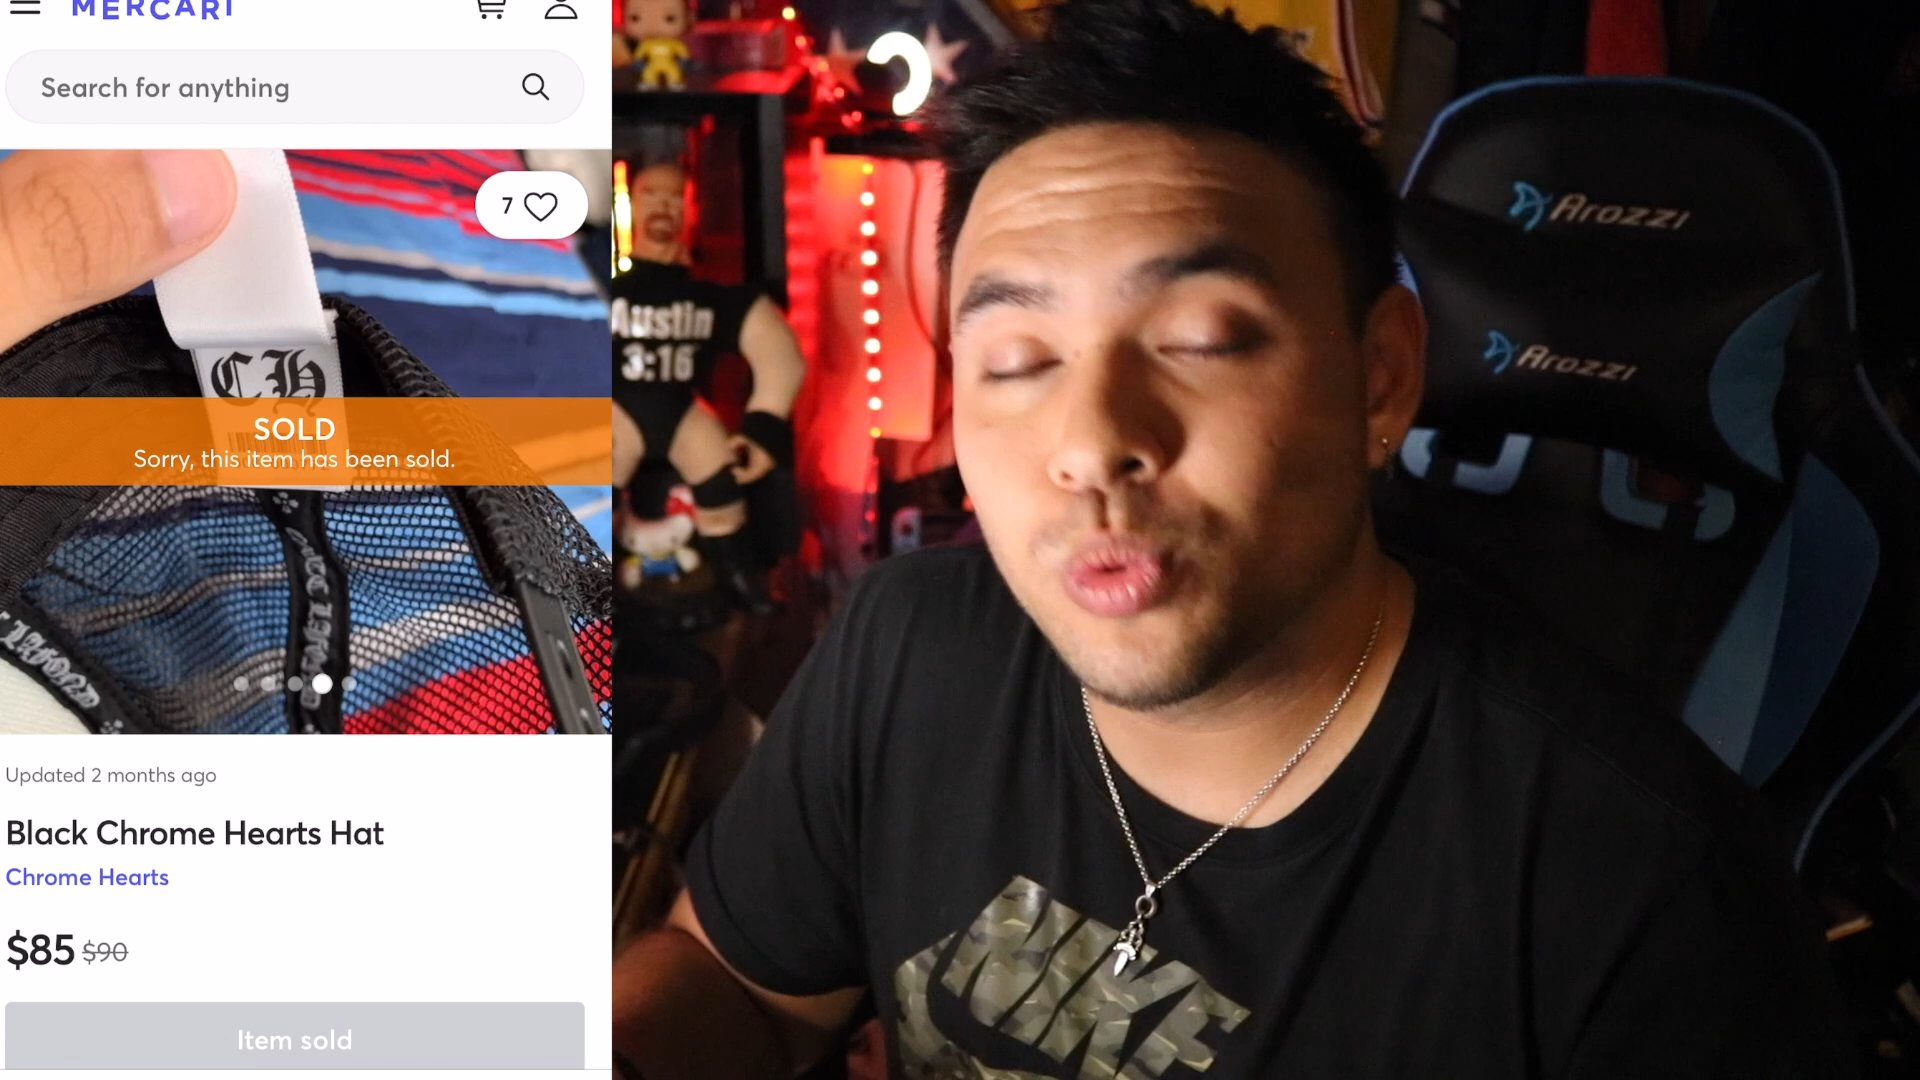 MERCARI
Search for anything
7
CH
SOLD
Sorry, this item has been sold.
Updated 2 months ago
Black Chrome Hearts Hat
Chrome Hearts
$85 $90
Item sold
Austin
3:16
Arozzi
Arozzi
NIKE